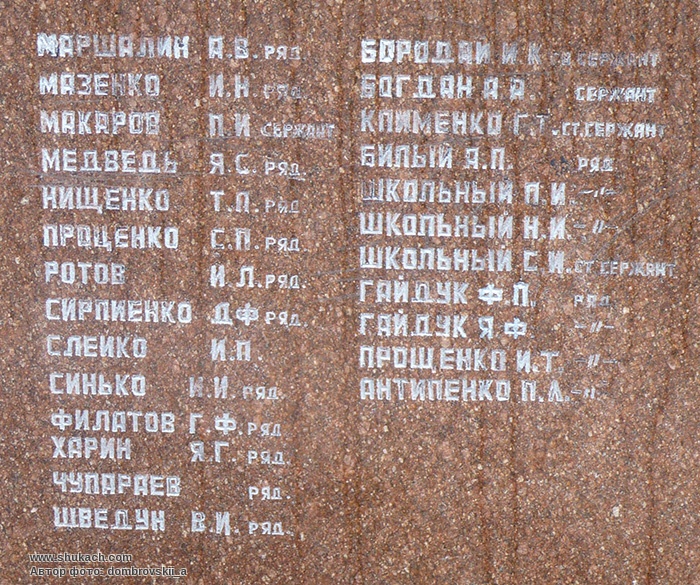 МАРШАЛИН А.В. РЯД.
МАЗЕНКО И.Н РЯД.
МАКАРОВ П.И СЕРЖАНТ
МЕДВЕДЬ Я.С. РЯД.
НИЩЕНКО Т.П. РЯД
ПРОЦЕНКО С.П. РЯД.
РОТОВ И.Л. РЯД.
СИРПИЕНКО Д.Ф РЯД.
СЛЕИКО И.П
СИНЬКО И.И. РЯД.
ФИЛАТОВ Г.Ф. РЯД
ХАРИН Я.Г. РЯД.
ЧУПАРАЕВ РЯД.
ШВЕДУН В.И. РЯД.
БОРОДАЙ И К СТ. СЕРЖАНТ
БОГДАН А А СЕРЖАНТ
КЛИМЕНКО Г.Т. СТ. СЕРЖАНТ
БИЛЫЙ Я.П. РЯД
ШКОЛЬНЫЙ П.И. -"-
ШКОЛЬНЫЙ Н.И. -"-
ШКОЛЬНЫЙ С И. СТ. СЕРЖАНТ
ГАЙДУК Ф П. РЯД
ГАЙДУК Я Ф -"-
ПРОЩЕНКО И.Т. -"-
АНТИПЕНКО П.Л. -"-
www.shukach.com
Автор фото: dombrovskii_a